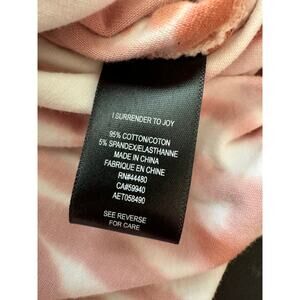 I SURRENDER TO JOY
95% COTTON/COTON
5% SPANDEX/ELASTHANNE
MADE IN CHINA
FABRIQUE EN CHINE
RN#44480
CA#59940
AET058490
SEE REVERSE
FOR CARE